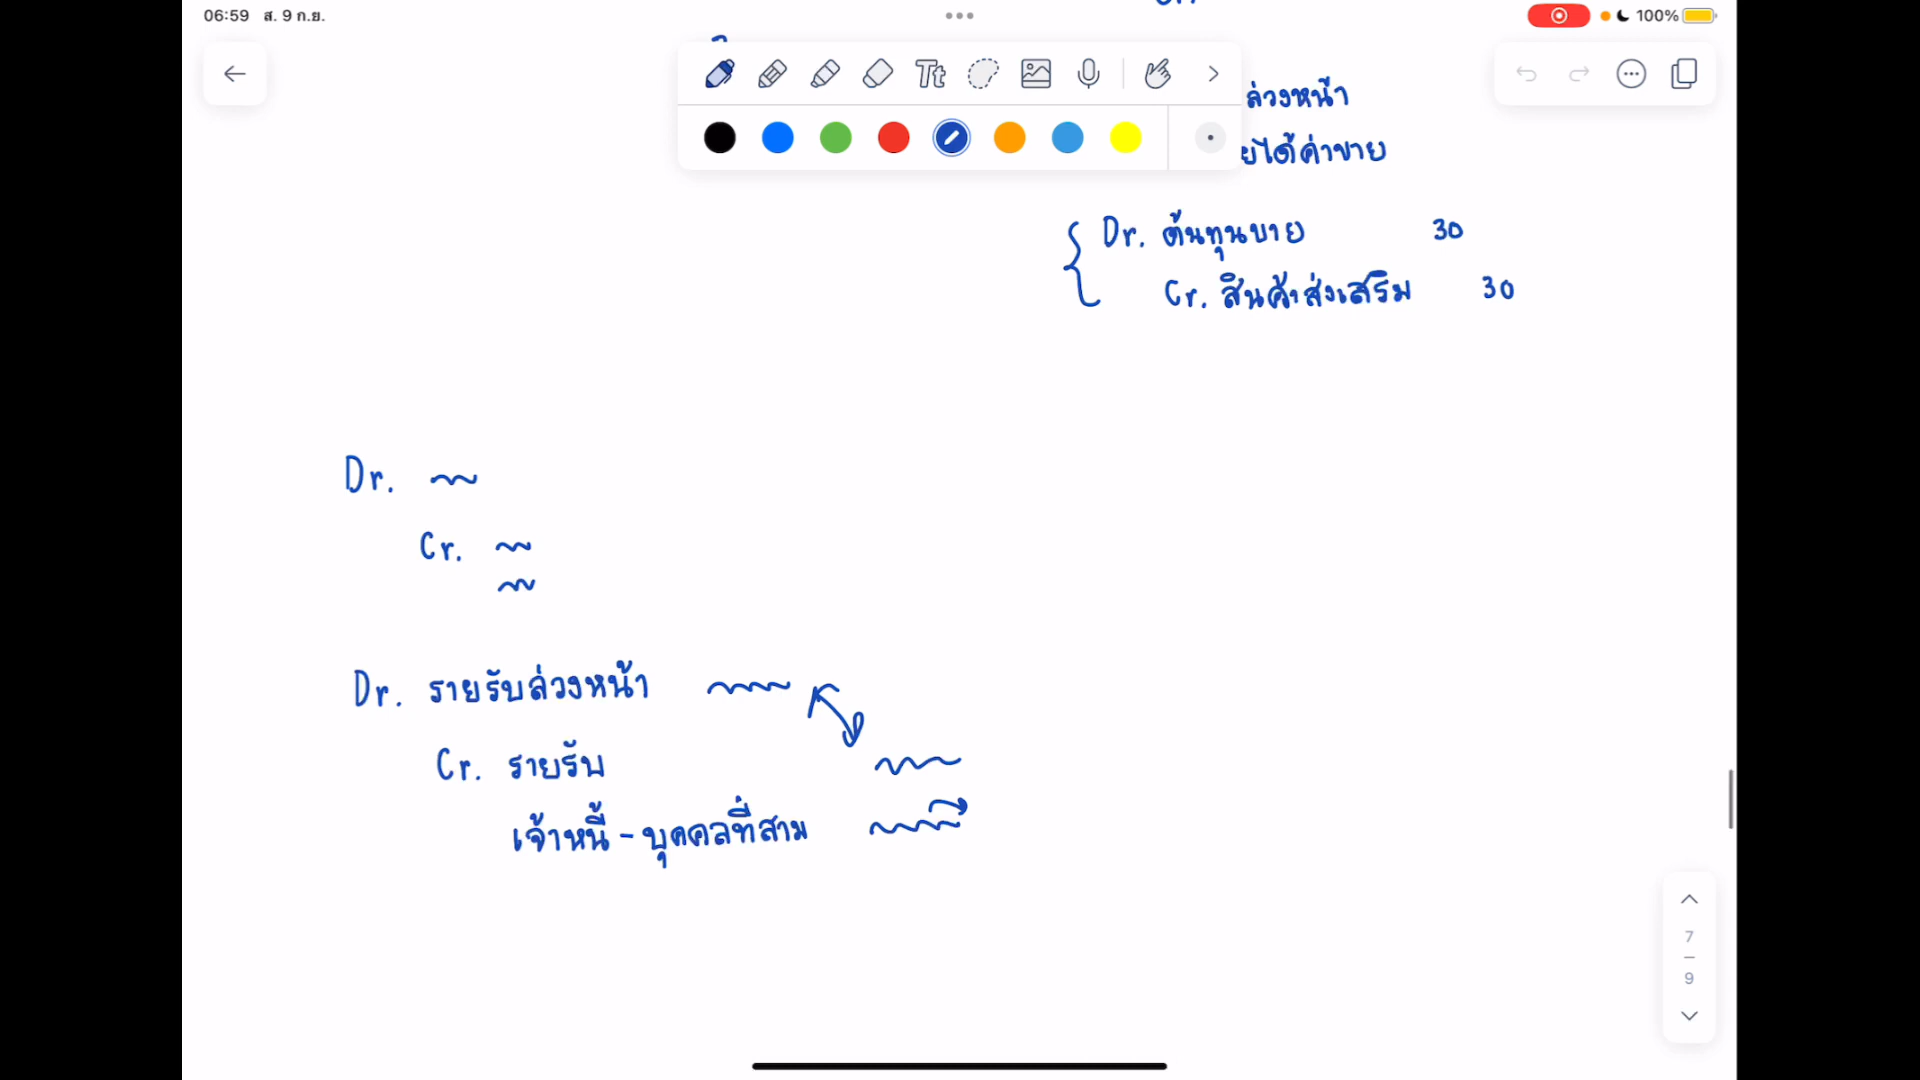 06:59 ส. 9 ก.ย.
100%
Tt
ล่วงหน้า
ยได้ค่าขาย
Dr. ต้นทุนขาย 30
Cr. สินค้าส่งเสริม 30
Dr.
Cr.
Dr. รายรับล่วงหน้า
Cr. รายรับ
เจ้าหนี้ - บุคคลที่สาม
7
9